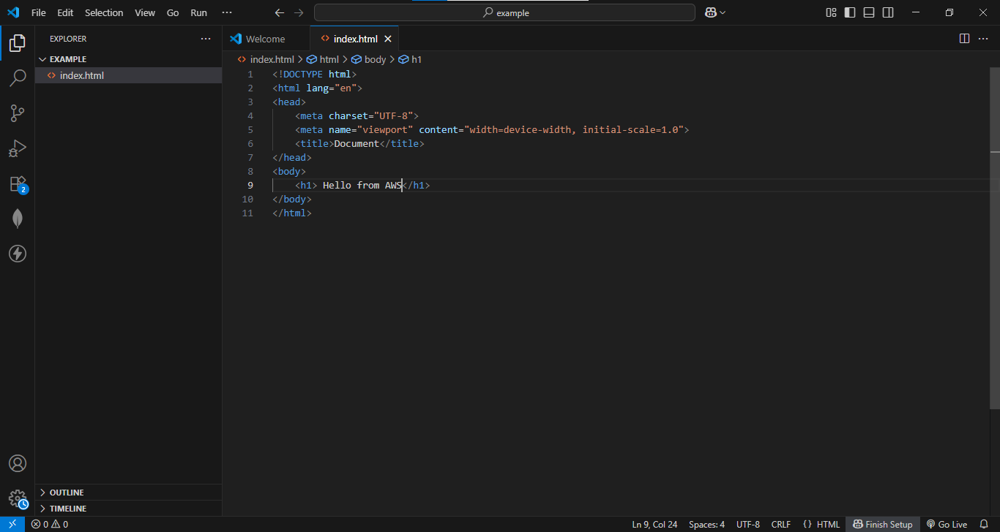 File Edit Selection View Go Run ···
example
EXPLORER ···
EXAMPLE
index.html
Welcome
index.html
index.html > html > body > h1
1 <!DOCTYPE html>
2 <html lang="en">
3 <head>
4     <meta charset="UTF-8">
5     <meta name="viewport" content="width=device-width, initial-scale=1.0">
6     <title>Document</title>
7 </head>
8 <body>
9     <h1> Hello from AWS</h1>
10 </body>
11 </html>
2
OUTLINE
TIMELINE
0 0 Ln 9, Col 24 Spaces: 4 UTF-8 CRLF {} HTML Finish Setup Go Live